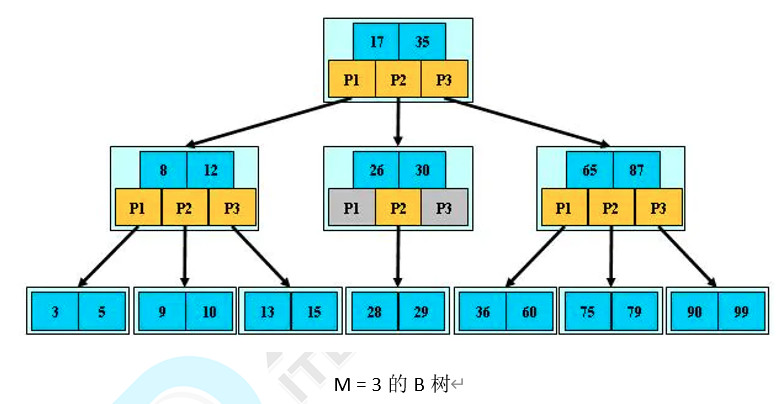 17 35
P1 P2 P3
8 12 26 30 65 87
P1 P2 P3 P1 P2 P3 P1 P2 P3
3 5 9 10 13 15 28 29 36 60 75 79 90 99
M = 3 的 B 树↵